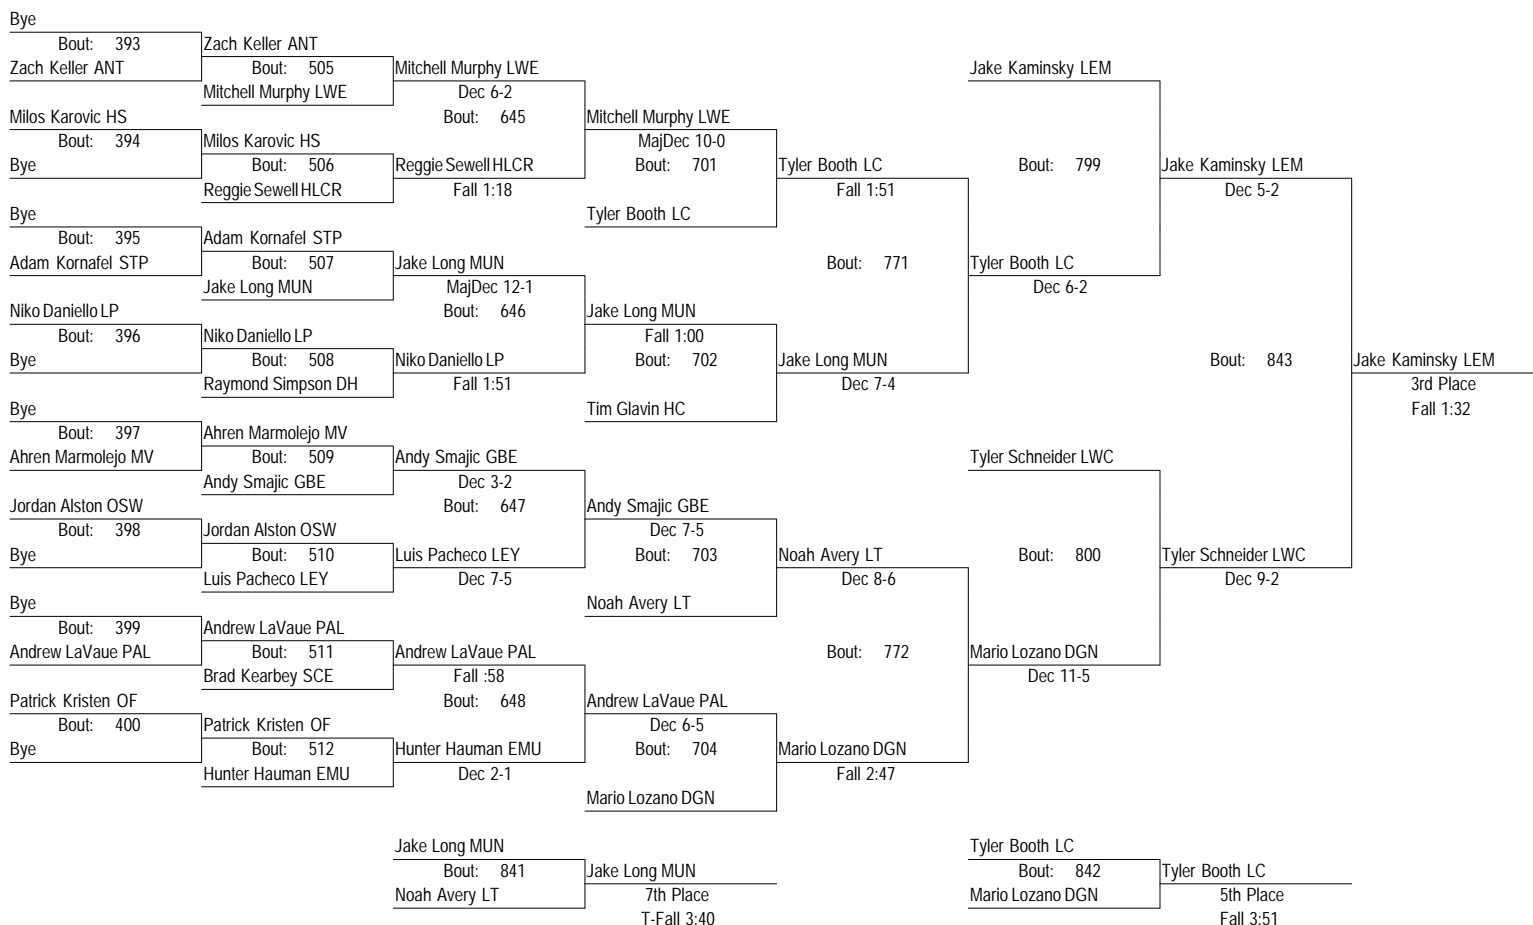 Bye
Bout: 393 Zach Keller ANT
Zach Keller ANT Bout: 505 Mitchell Murphy LWE Jake Kaminsky LEM
Mitchell Murphy LWE Dec 6-2
Milos Karovic HS Bout: 645 Mitchell Murphy LWE
Bout: 394 Milos Karovic HS MajDec 10-0
Bye Bout: 506 Reggie Sewell HLCR Bout: 701 Tyler Booth LC Bout: 799 Jake Kaminsky LEM
Reggie Sewell HLCR Fall 1:18 Fall 1:51 Dec 5-2
Bye Tyler Booth LC
Bout: 395 Adam Kornafel STP
Adam Kornafel STP Bout: 507 Jake Long MUN Bout: 771 Tyler Booth LC
Jake Long MUN MajDec 12-1 Dec 6-2
Niko Daniello LP Bout: 646 Jake Long MUN
Bout: 396 Niko Daniello LP Fall 1:00
Bye Bout: 508 Niko Daniello LP Bout: 702 Jake Long MUN Bout: 843 Jake Kaminsky LEM
Raymond Simpson DH Fall 1:51 Dec 7-4 3rd Place
Bye Tim Glavin HC Fall 1:32
Bout: 397 Ahren Marmolejo MV
Ahren Marmolejo MV Bout: 509 Andy Smajic GBE Tyler Schneider LWC
Andy Smajic GBE Dec 3-2
Jordan Alston OSW Bout: 647 Andy Smajic GBE
Bout: 398 Jordan Alston OSW Dec 7-5
Bye Bout: 510 Luis Pacheco LEY Bout: 703 Noah Avery LT Bout: 800 Tyler Schneider LWC
Luis Pacheco LEY Dec 7-5 Dec 8-6 Dec 9-2
Bye Noah Avery LT
Bout: 399 Andrew LaVaue PAL
Andrew LaVaue PAL Bout: 511 Andrew LaVaue PAL Bout: 772 Mario Lozano DGN
Brad Kearbey SCE Fall :58 Dec 11-5
Patrick Kristen OF Bout: 648 Andrew LaVaue PAL
Bout: 400 Patrick Kristen OF Dec 6-5
Bye Bout: 512 Hunter Hauman EMU Bout: 704 Mario Lozano DGN
Hunter Hauman EMU Dec 2-1 Fall 2:47
Mario Lozano DGN
Jake Long MUN Tyler Booth LC
Bout: 841 Jake Long MUN Bout: 842 Tyler Booth LC
Noah Avery LT 7th Place Mario Lozano DGN 5th Place
T-Fall 3:40 Fall 3:51